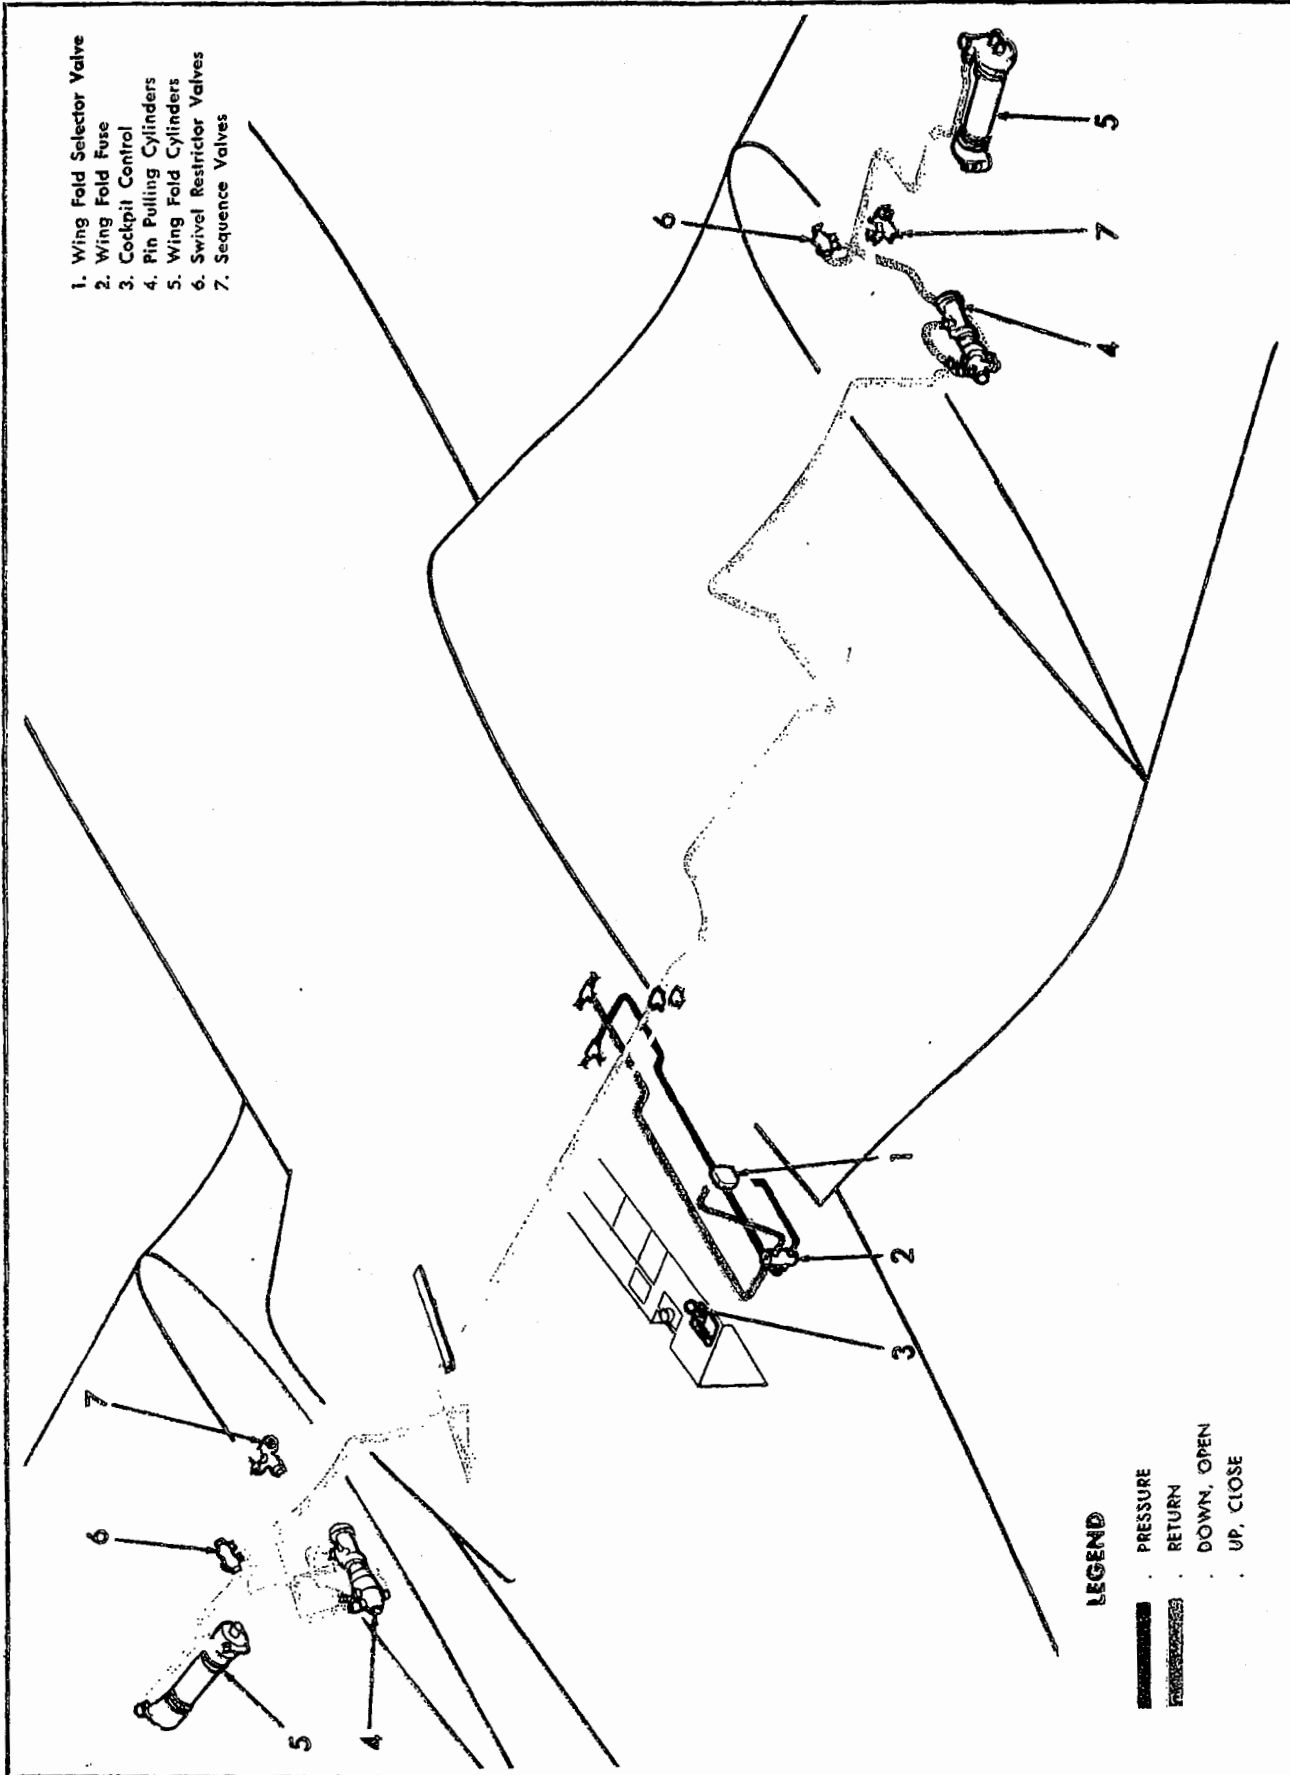 1. Wing Fold Selector Valve
2. Wing Fold Fuse
3. Cockpit Control
4. Pin Pulling Cylinders
5. Wing Fold Cylinders
6. Swivel Restrictor Valves
7. Sequence Valves
5
6
7
4
7
6
1
2
3
5
4
LEGEND
. PRESSURE
. RETURN
. DOWN, OPEN
. UP, CLOSE